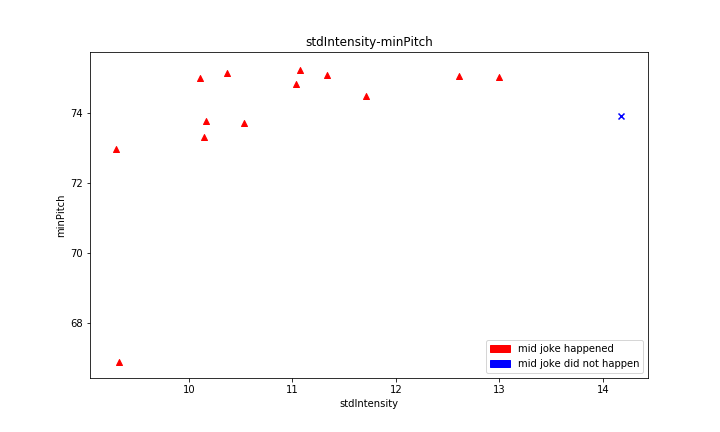 stdIntensity-minPitch
74
72
70
68
minPitch
10
11
12
13
14
stdIntensity
mid joke happened
mid joke did not happen